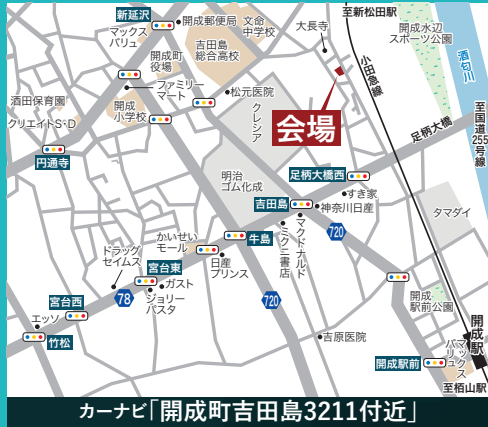 新延沢
開成郵便局
マックス
バリュ
文命
中学校
大長寺
至新松田駅
開成水辺
スポーツ公園
酒匂川
開成町
役場
吉田島
総合高校
小田急線
ファミリー
マート
松元医院
酒田保育園
クリエイトS・D
開成
小学校
クレシア
会場
足柄大橋
至国道255号線
円通寺
明治
ゴム化成
足柄大橋西
すき家
吉田島
神奈川日産
タマダイ
720
マクドナルド
ミクニ書店
牛島
かいせい
モール
日産
プリンス
ドラッグ
セイムス
宮台東
ガスト
ジョリー
パスタ
78
720
宮台西
エッソ
竹松
吉原医院
開成
駅前公園
開成駅
開成駅前
マックス
バリュ
至栢山駅
カーナビ「開成町吉田島3211付近」